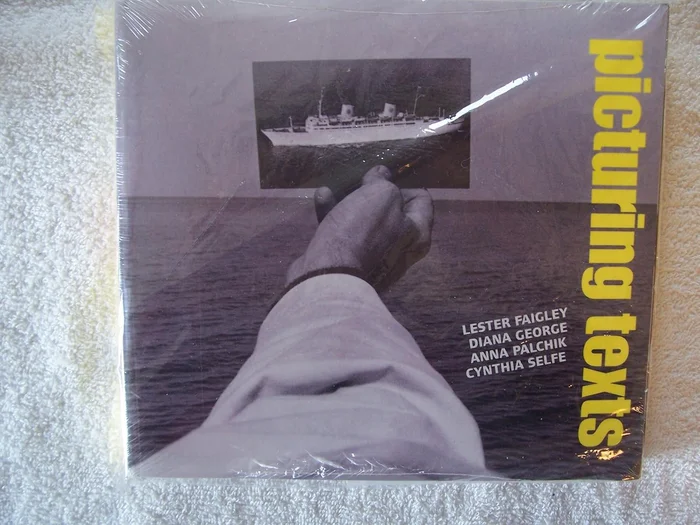 picturing texts
LESTER FAIGLEY
DIANA GEORGE
ANNA PALCHIK
CYNTHIA SELFE